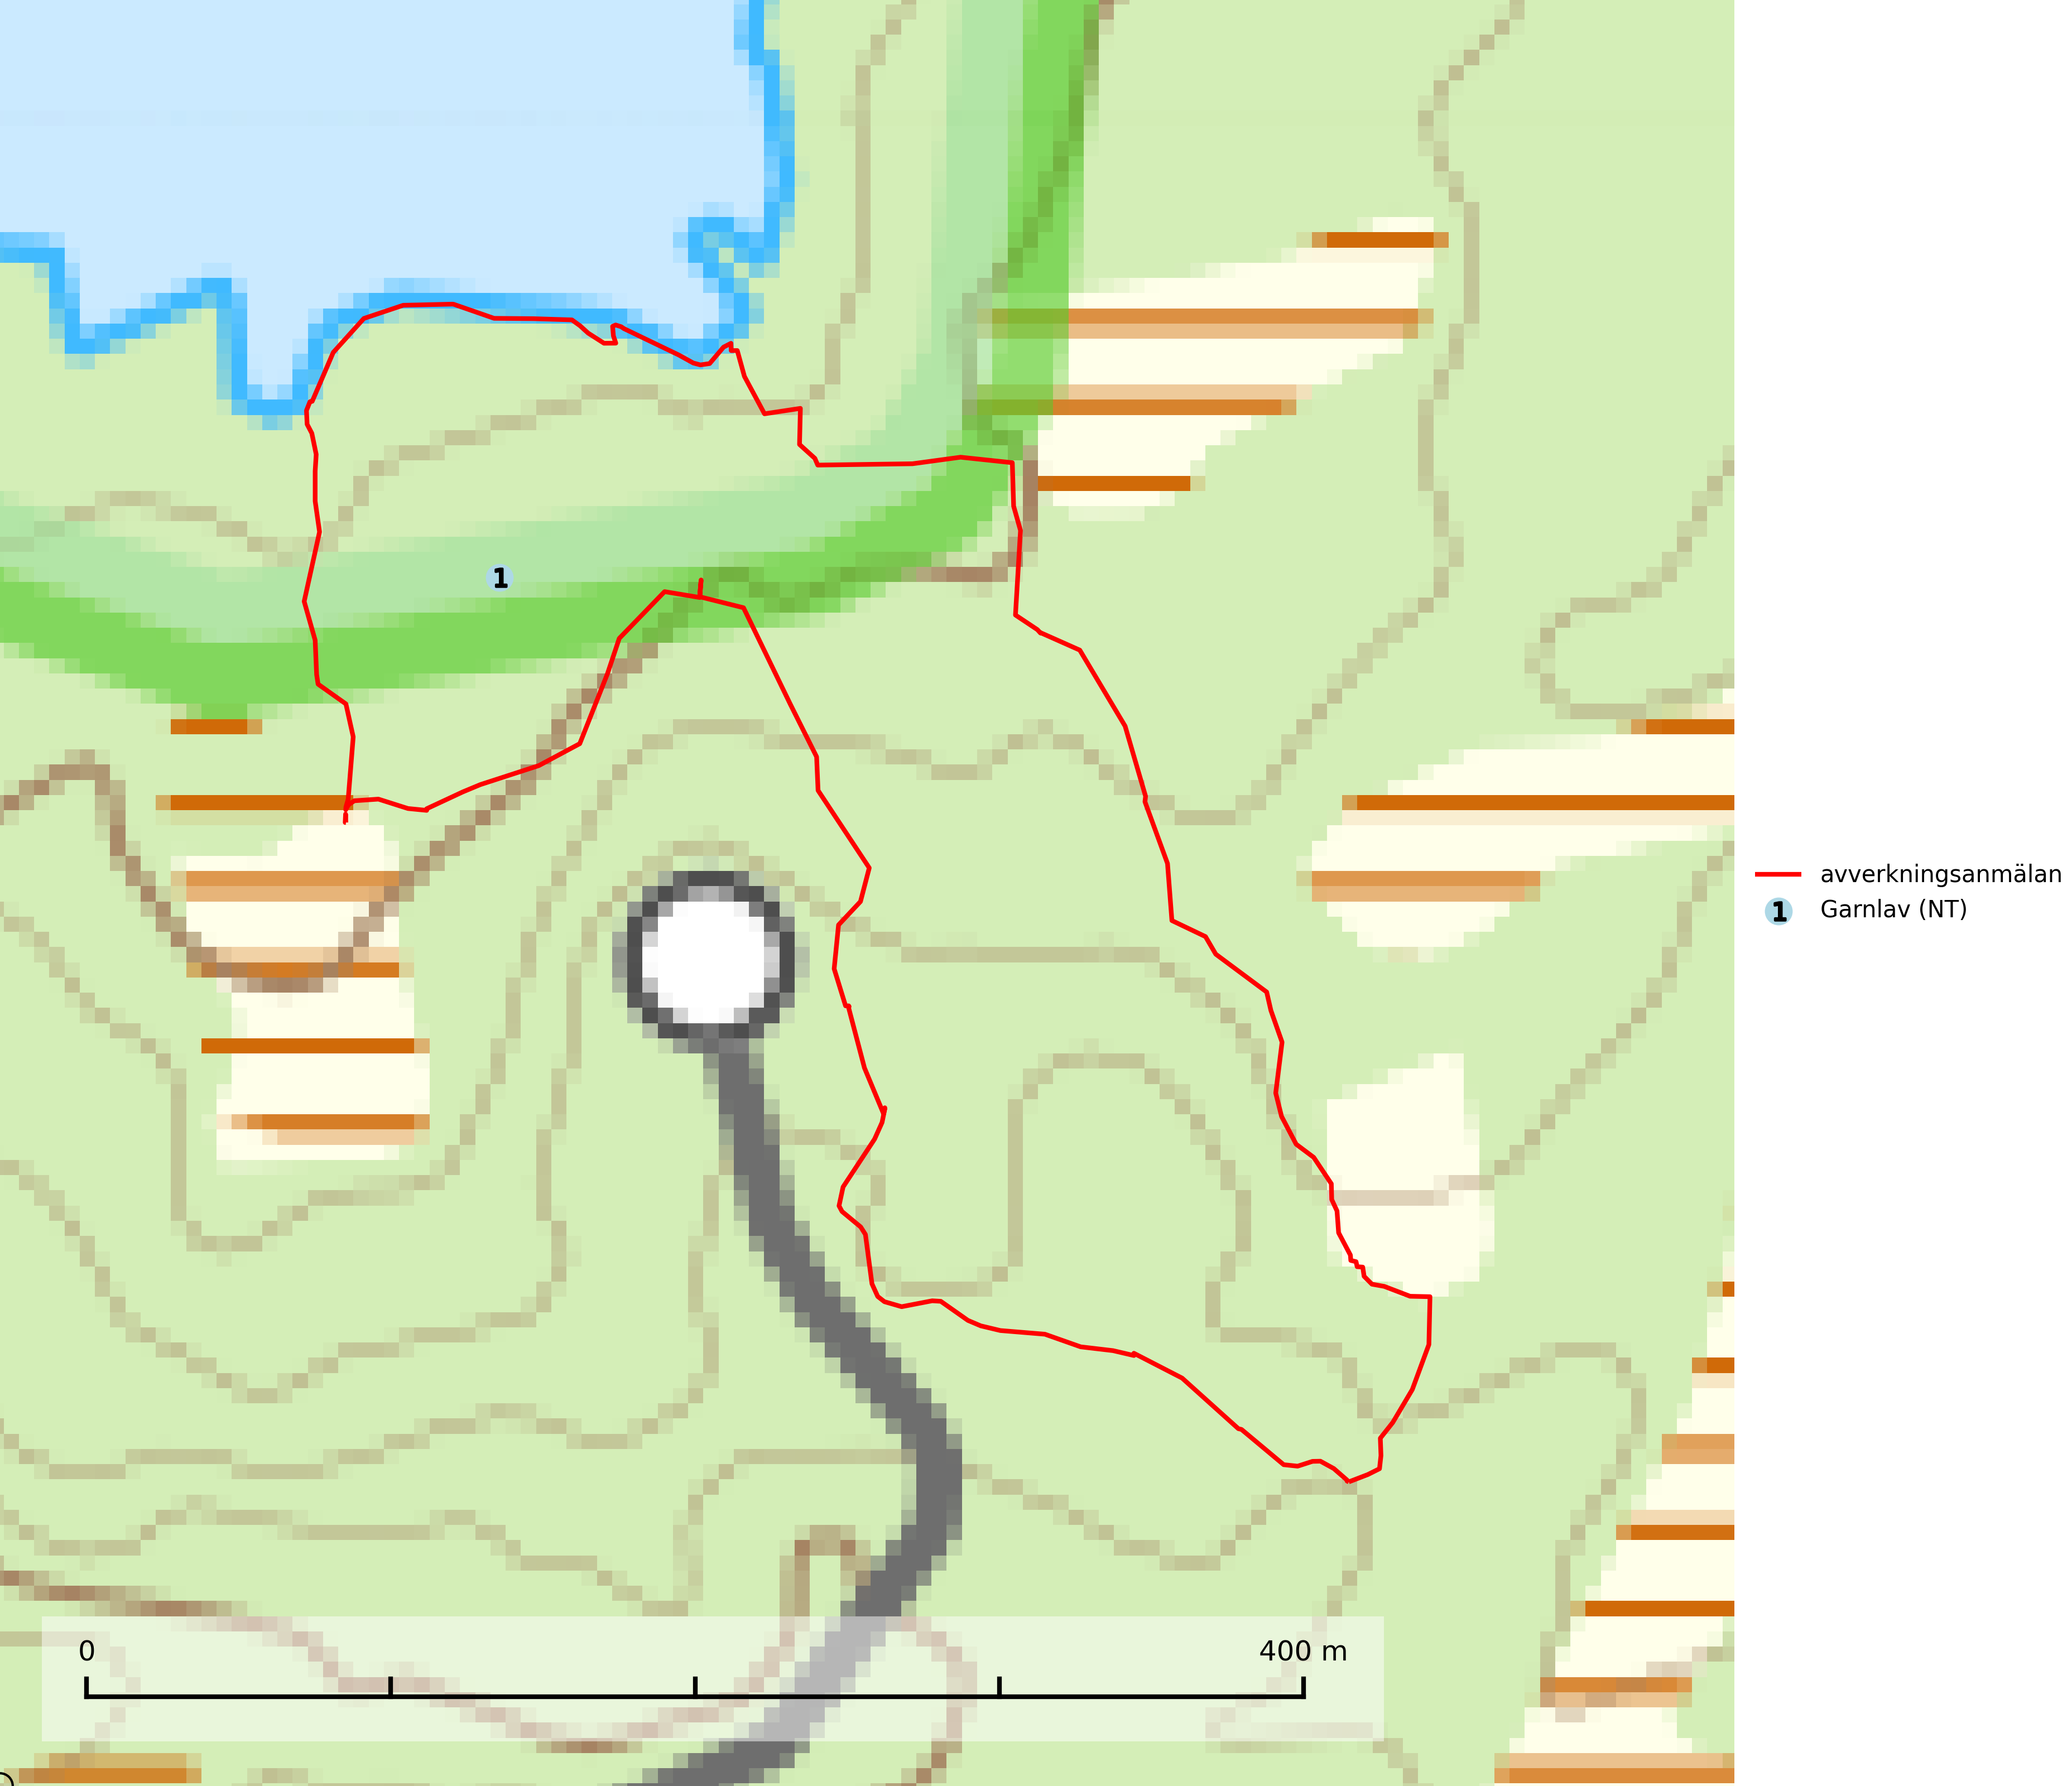 1
avverkningsanmälan
1 Garnlav (NT)
0 400 m